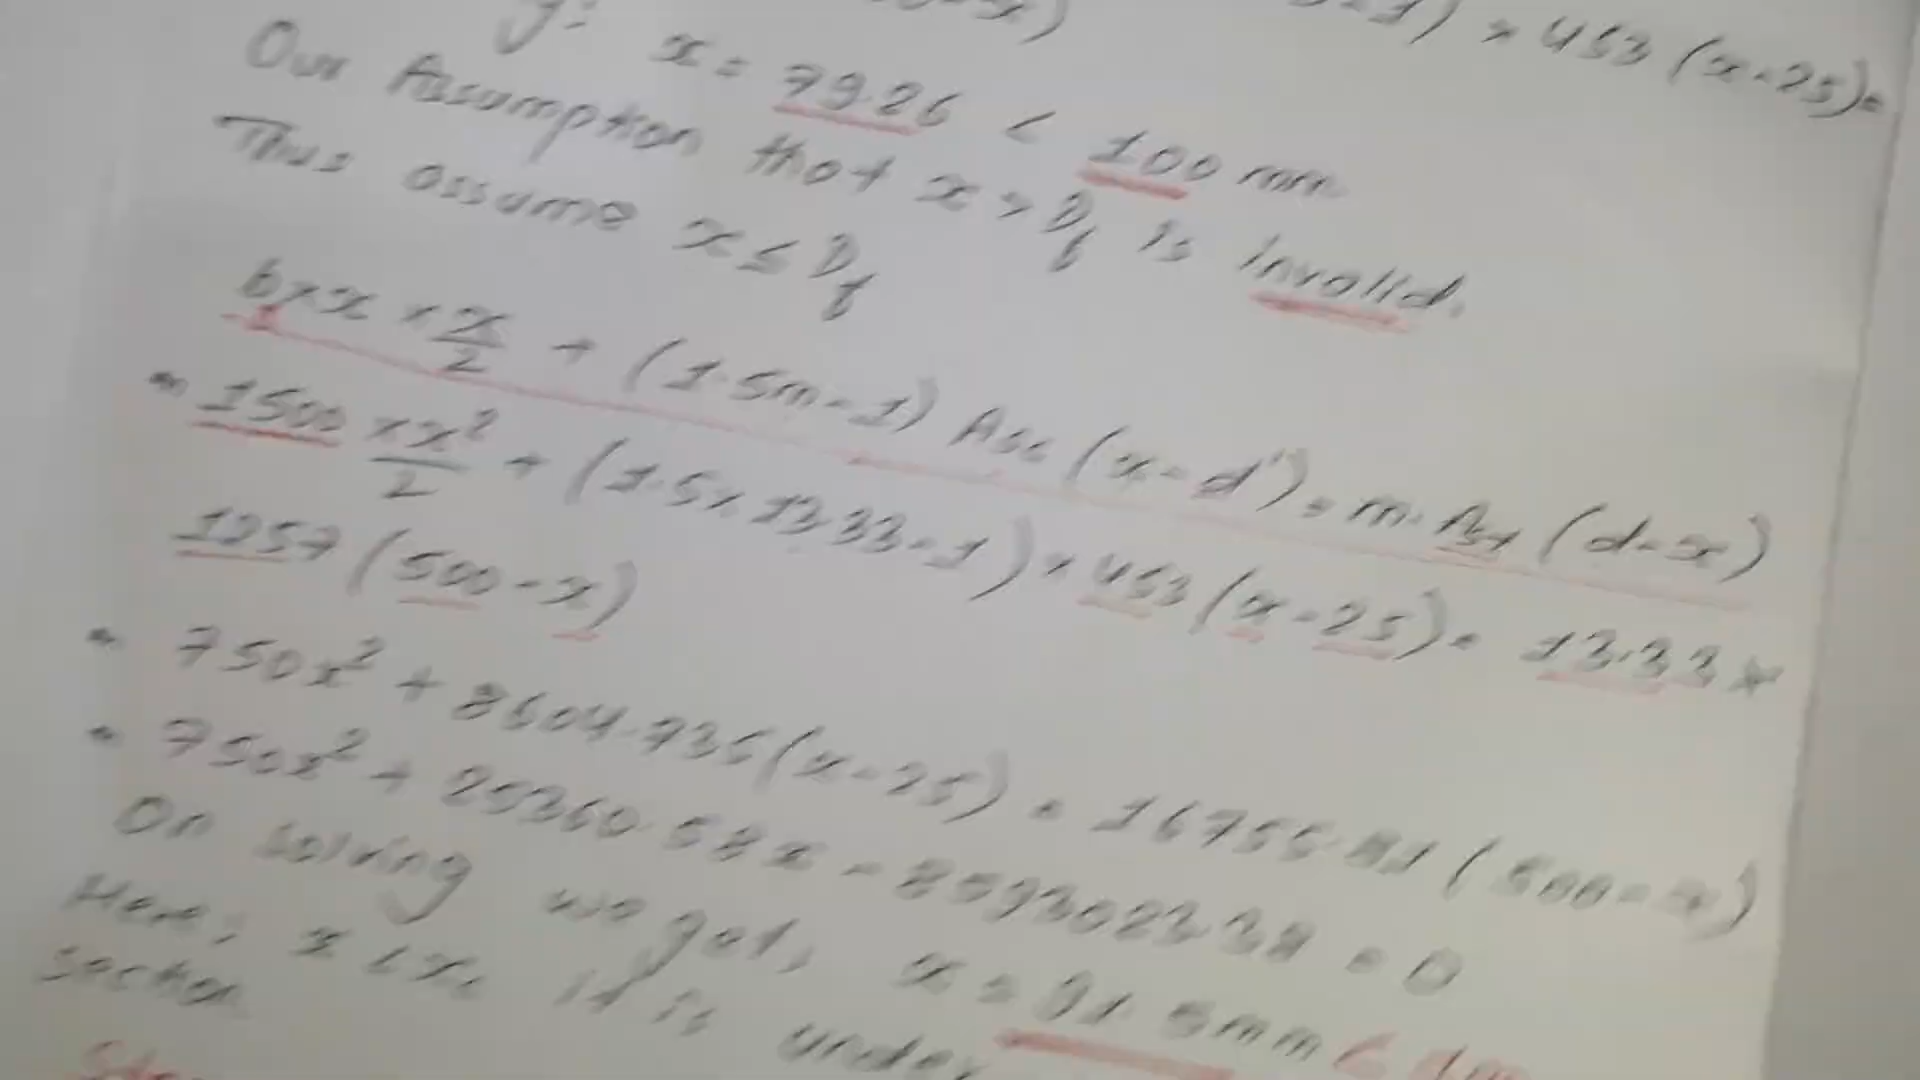 x = 79.26 < 100 mm
Our Assumption that x > Df is invalid.
Thus assume x ≤ Df
b × x × x/2 + (1.5m - 1) Asc (x - d') = m. Ast (d - x)
= 1500 × x²/2 + (1.5 × 13.33 - 1) × 453 (x - 25) = 13.33 ×
1257 (500 - x)
= 750x² + 8604.735 (x - 25) = 16755.81 (500 - x)
= 750x² + 25360.58x - 8593023.38 = 0
On solving we get, x = 91.5mm <
Here, x < xc it is under
section